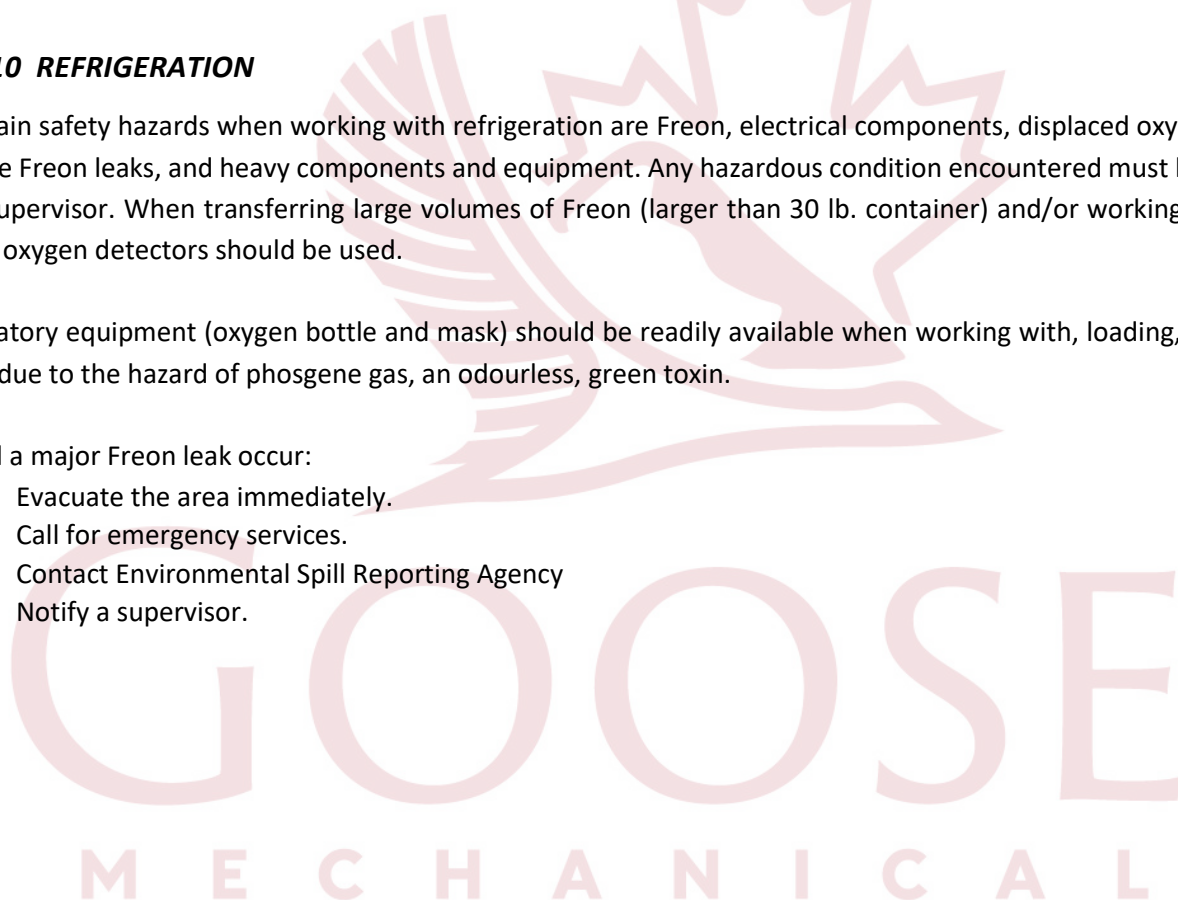 10 REFRIGERATION
ain safety hazards when working with refrigeration are Freon, electrical components, displaced oxy
e Freon leaks, and heavy components and equipment. Any hazardous condition encountered must
upervisor. When transferring large volumes of Freon (larger than 30 lb. container) and/or working
oxygen detectors should be used.
atory equipment (oxygen bottle and mask) should be readily available when working with, loading,
due to the hazard of phosgene gas, an odourless, green toxin.
a major Freon leak occur:
Evacuate the area immediately.
Call for emergency services.
Contact Environmental Spill Reporting Agency
Notify a supervisor.
GOOSE
MECHANICAL